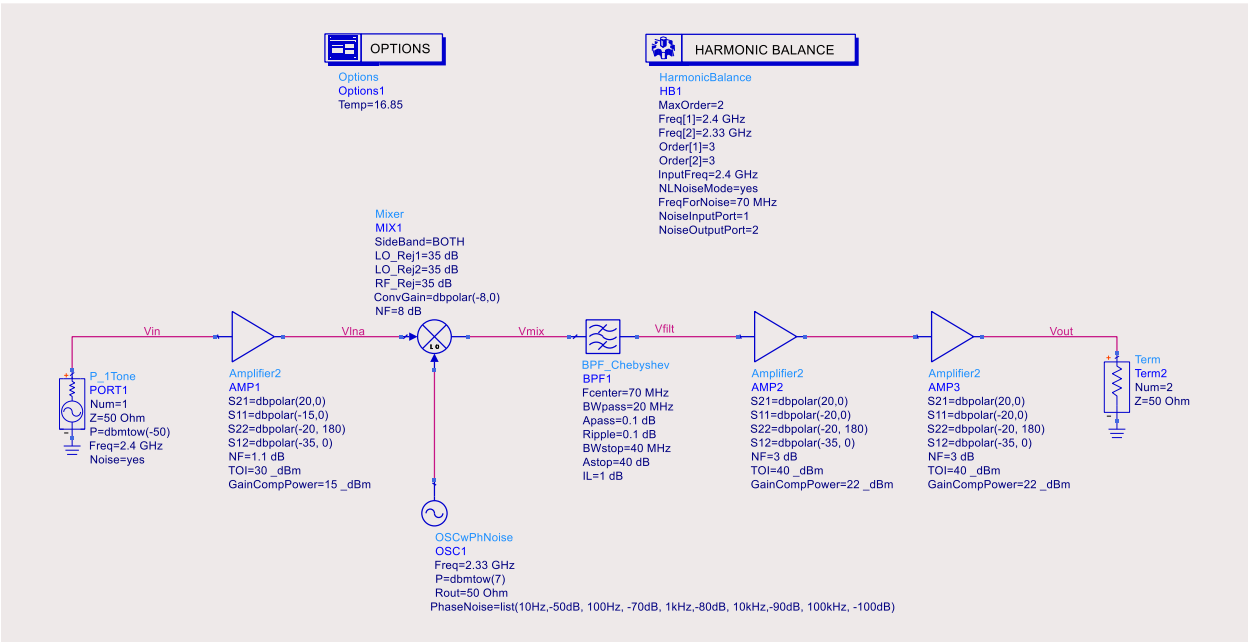 OPTIONS
Options
Options1
Temp=16.85
HARMONIC BALANCE
HarmonicBalance
HB1
MaxOrder=2
Freq[1]=2.4 GHz
Freq[2]=2.33 GHz
Order[1]=3
Order[2]=3
InputFreq=2.4 GHz
NLNoiseMode=yes
FreqForNoise=70 MHz
NoiseInputPort=1
NoiseOutputPort=2
Mixer
MIX1
SideBand=BOTH
LO_Rej1=35 dB
LO_Rej2=35 dB
RF_Rej=35 dB
ConvGain=dbpolar(-8,0)
NF=8 dB
Vin
Vlna
LO
Vmix
Vfilt
Vout
P_1Tone
PORT1
Num=1
Z=50 Ohm
P=dbmtow(-50)
Freq=2.4 GHz
Noise=yes
Amplifier2
AMP1
S21=dbpolar(20,0)
S11=dbpolar(-15,0)
S22=dbpolar(-20, 180)
S12=dbpolar(-35, 0)
NF=1.1 dB
TOI=30 _dBm
GainCompPower=15 _dBm
BPF_Chebyshev
BPF1
Fcenter=70 MHz
BWpass=20 MHz
Apass=0.1 dB
Ripple=0.1 dB
BWstop=40 MHz
Astop=40 dB
IL=1 dB
Amplifier2
AMP2
S21=dbpolar(20,0)
S11=dbpolar(-20,0)
S22=dbpolar(-20, 180)
S12=dbpolar(-35, 0)
NF=3 dB
TOI=40 _dBm
GainCompPower=22 _dBm
Amplifier2
AMP3
S21=dbpolar(20,0)
S11=dbpolar(-20,0)
S22=dbpolar(-20, 180)
S12=dbpolar(-35, 0)
NF=3 dB
TOI=40 _dBm
GainCompPower=22 _dBm
Term
Term2
Num=2
Z=50 Ohm
OSCwPhNoise
OSC1
Freq=2.33 GHz
P=dbmtow(7)
Rout=50 Ohm
PhaseNoise=list(10Hz,-50dB, 100Hz, -70dB, 1kHz,-80dB, 10kHz,-90dB, 100kHz, -100dB)